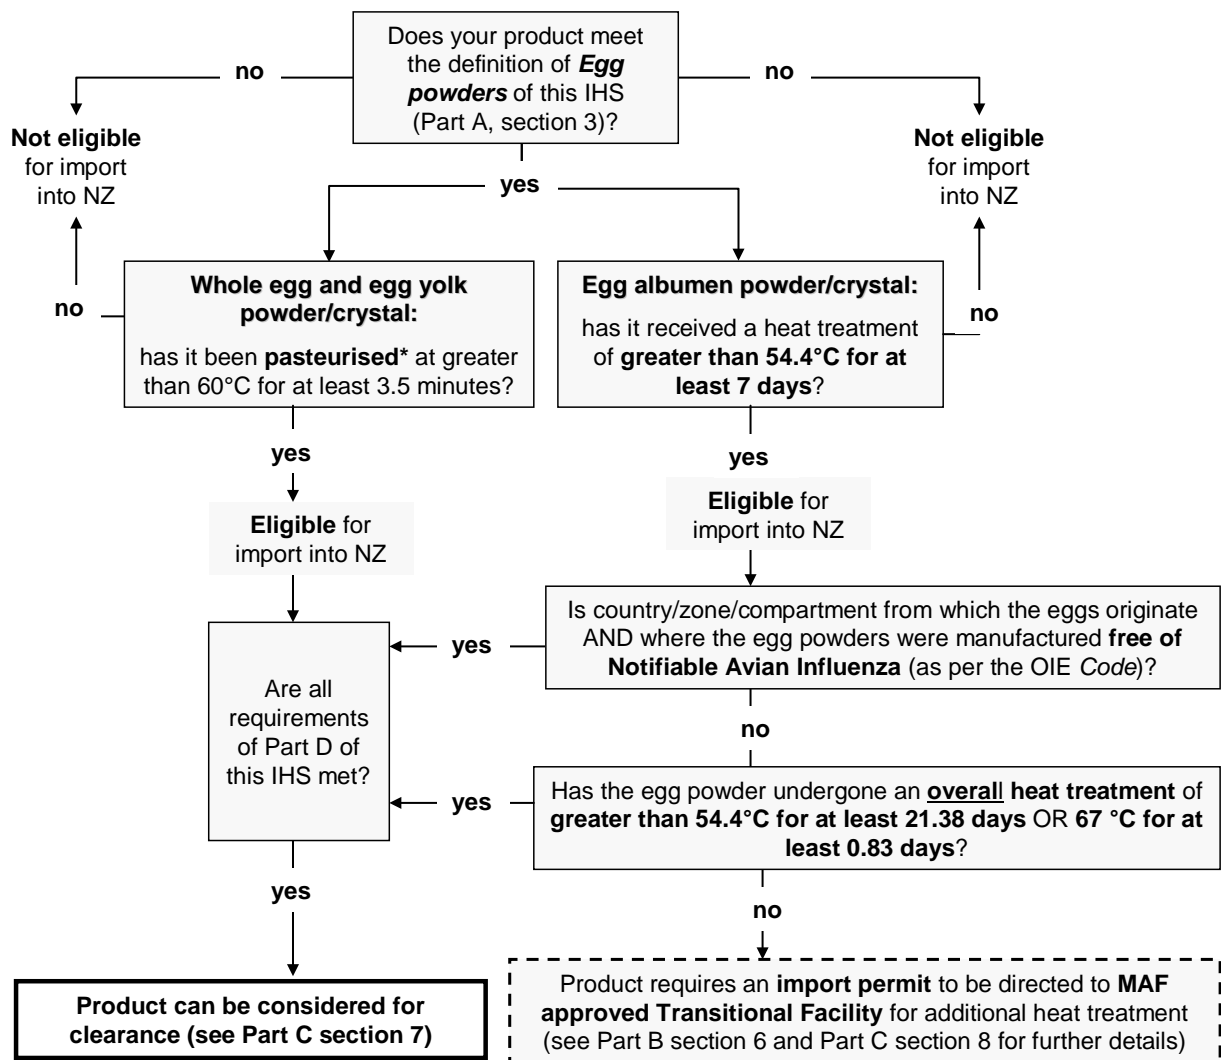 Does your product meet
the definition of Egg
powders of this IHS
(Part A, section 3)?
no
no
Not eligible
for import
into NZ
Not eligible
for import
into NZ
yes
Whole egg and egg yolk
powder/crystal:
has it been pasteurised* at greater
than 60°C for at least 3.5 minutes?
no
Egg albumen powder/crystal:
has it received a heat treatment
of greater than 54.4°C for at
least 7 days?
no
yes
yes
Eligible for
import into NZ
Eligible for
import into NZ
Is country/zone/compartment from which the eggs originate
AND where the egg powders were manufactured free of
Notifiable Avian Influenza (as per the OIE Code)?
yes
Are all
requirements
of Part D of
this IHS met?
no
Has the egg powder undergone an overall heat treatment of
greater than 54.4°C for at least 21.38 days OR 67 °C for at
least 0.83 days?
yes
yes
no
Product can be considered for
clearance (see Part C section 7)
Product requires an import permit to be directed to MAF
approved Transitional Facility for additional heat treatment
(see Part B section 6 and Part C section 8 for further details)